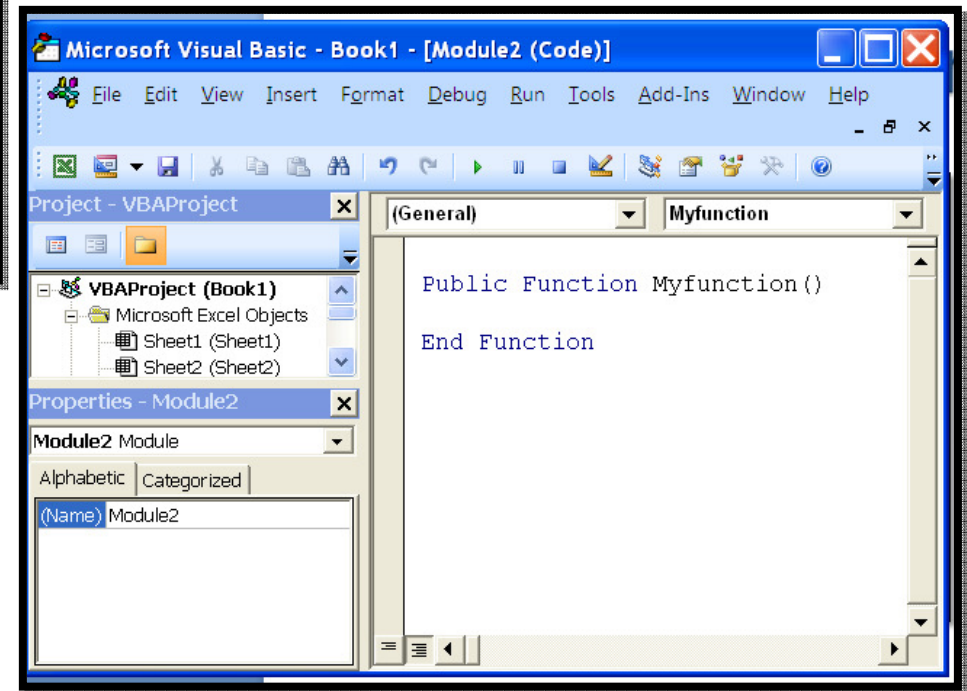 Microsoft Visual Basic - Book1 - [Module2 (Code)]
File Edit View Insert Format Debug Run Tools Add-Ins Window Help
Project - VBAProject
(General) Myfunction
VBAProject (Book1)
Microsoft Excel Objects
Sheet1 (Sheet1)
Sheet2 (Sheet2)
Properties - Module2
Module2 Module
Alphabetic Categorized
(Name) Module2
Public Function Myfunction()
End Function